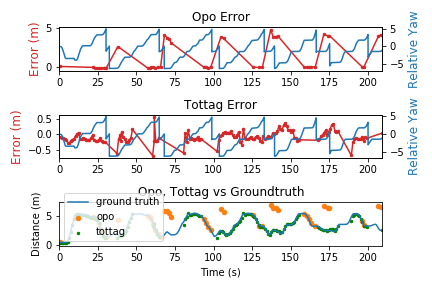 Opo Error
Error (m)
5
0
5
0
−5
Relative Yaw
0 25 50 75 100 125 150 175 200
Tottag Error
Error (m)
0.5
0.0
−0.5
5
0
−5
Relative Yaw
0 25 50 75 100 125 150 175 200
Opo, Tottag vs Groundtruth
Distance (m)
5
0
ground truth
opo
tottag
0 25 50 75 100 125 150 175 200
Time (s)